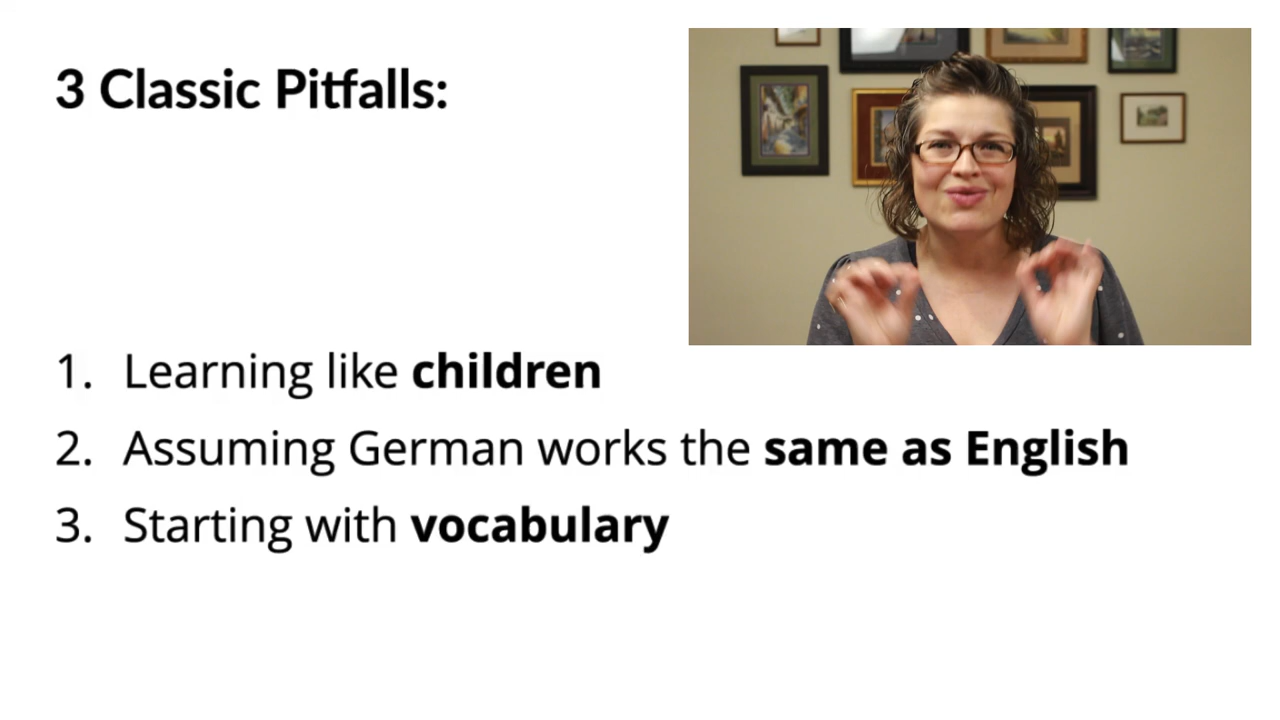 3 Classic Pitfalls:
1. Learning like children
2. Assuming German works the same as English
3. Starting with vocabulary